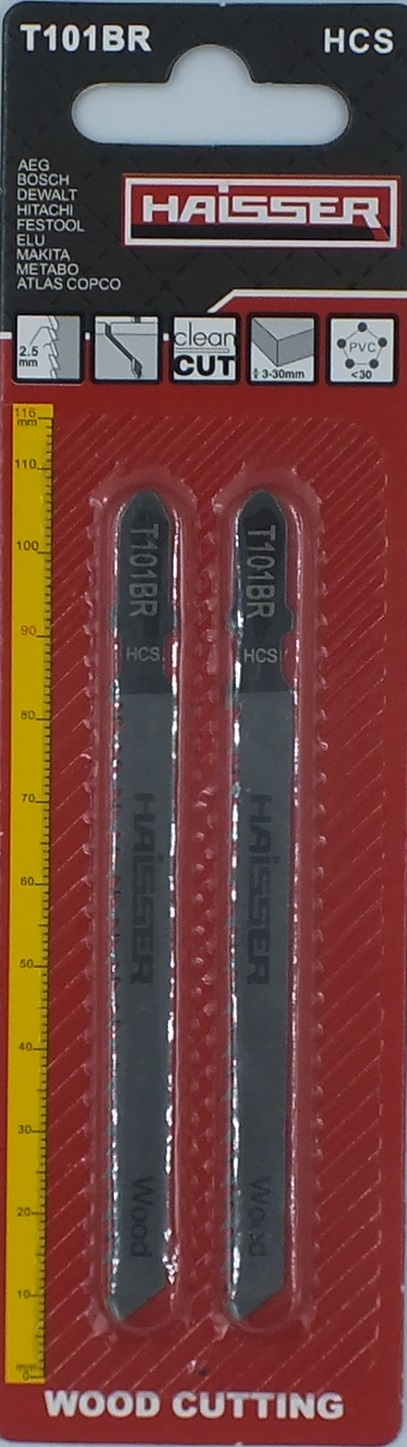 T101BR HCS
AEG
BOSCH
DEWALT
HITACHI
FESTOOL
ELU
MAKITA
METABO
ATLAS COPCO
HAISSER
2.5
mm
clean
CUT
3-30mm
PVC
<30
116
mm
110
100
90
80
70
60
50
40
30
20
10
mm
0
T101BR
HCS
HAISSER
Wood
T101BR
HCS
HAISSER
Wood
WOOD CUTTING